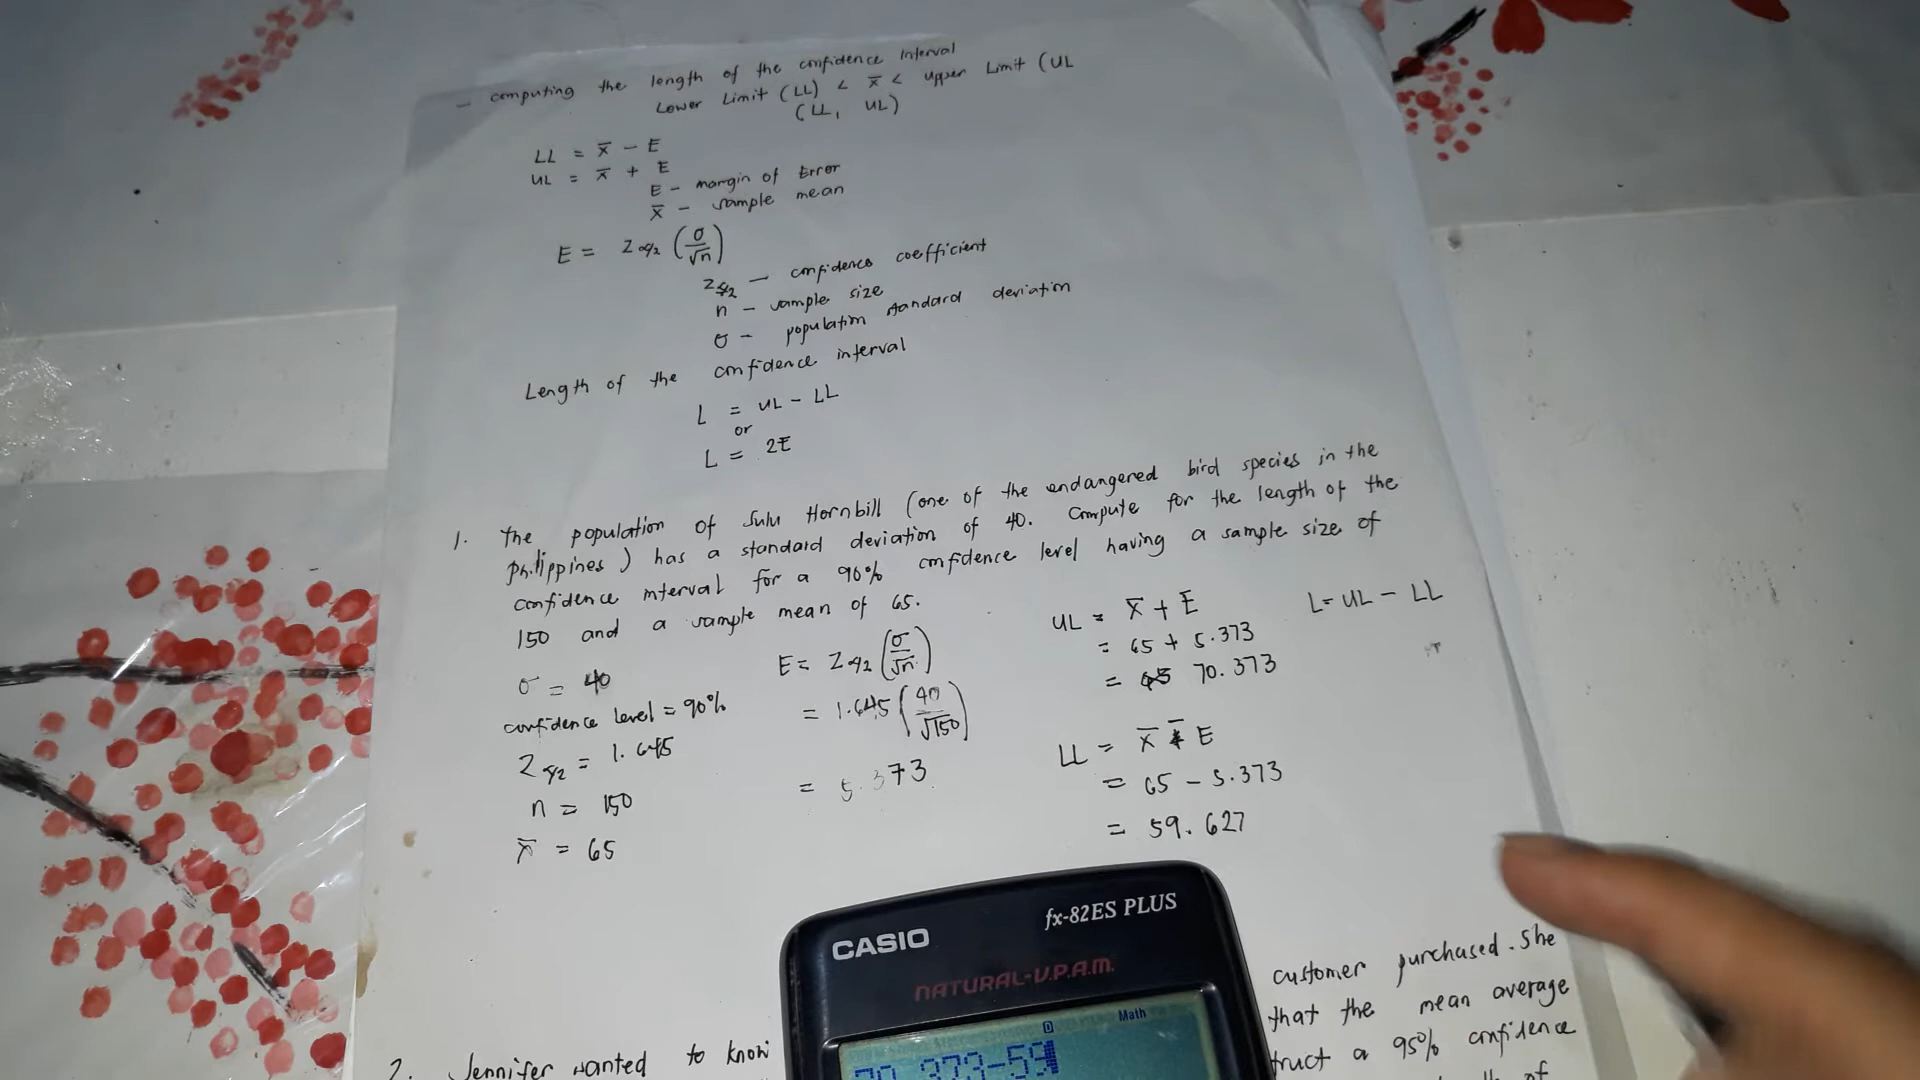 - computing the length of the confidence interval
Lower Limit (LL) < x̄ < upper Limit (UL
(LL, UL)
LL = x̄ - E
UL = x̄ + E
E - margin of Error
x̄ - sample mean
E = Zα/2 (σ/√n)
Zα/2 — confidence coefficient
n - sample size
σ - population standard deviation
Length of the confidence interval
L = UL - LL
or
L = 2E
1. the population of Sulu Hornbill (one of the endangered bird species in the
Philippines) has a standard deviation of 40. compute for the length of the
confidence interval for a 90% confidence level having a sample size of
150 and a sample mean of 65.
σ = 40
confidence level = 90%
Zα/2 = 1.645
n = 150
x̄ = 65
E = Zα/2 (σ/√n)
= 1.645 (40/√150)
= 5.373
UL = x̄ + E
= 65 + 5.373
= 70.373
LL = x̄ - E
= 65 - 5.373
= 59.627
L = UL - LL
CASIO
fx-82ES PLUS
NATURAL-V.P.A.M.
D Math
70.373-59
2. Jennifer wanted to know
customer purchased. She
that the mean average
truct a 95% confidence
of